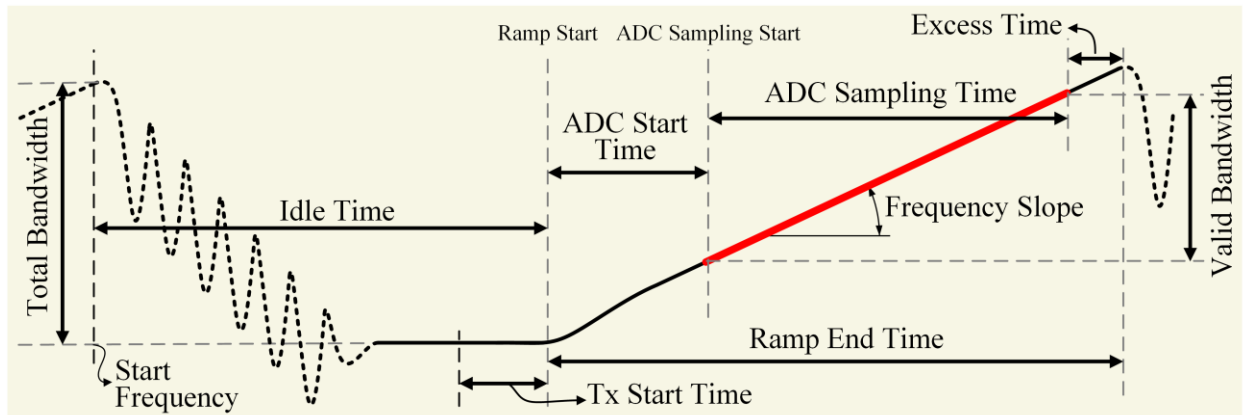 Excess Time
Ramp Start
ADC Sampling Start
ADC Sampling Time
ADC Start
Time
Total Bandwidth
Idle Time
Frequency Slope
Valid Bandwidth
Ramp End Time
Start
Frequency
Tx Start Time